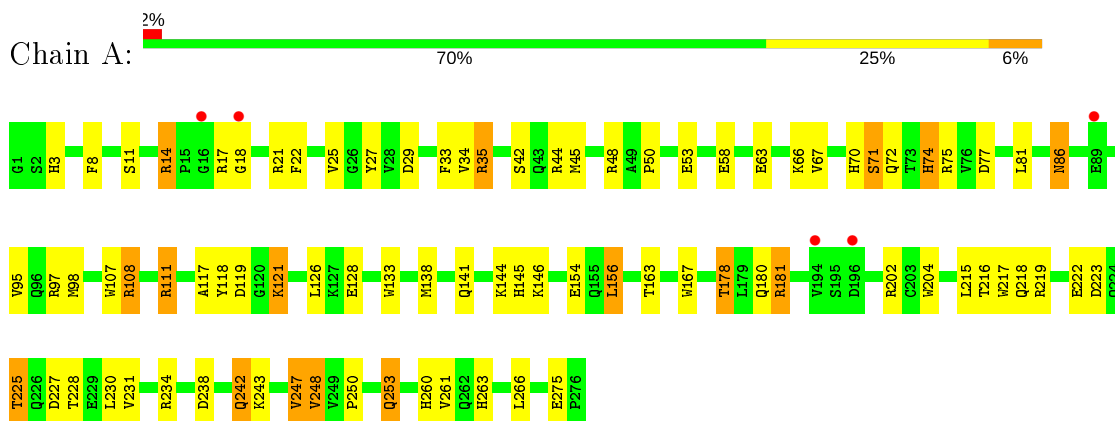 2%
Chain A:
70% 25% 6%
G1 S2 H3 F8 S11 R14 P15 G16 R17 G18 R21 F22 V25 G26 Y27 V28 D29 F33 V34 R35 S42 Q43 R44 M45 R48 A49 P50 E53 E58 E63 K66 V67 H70 S71 Q72 T73 H74 R75 V76 D77 L81 N86 E89
V95 Q96 R97 M98 W107 R108 R111 A117 Y118 D119 G120 K121 L126 K127 E128 W133 M138 Q141 K144 H145 K146 E154 Q155 L156 T163 W167 T178 L179 Q180 R181 V194 S195 D196 R202 C203 W204 L215 T216 W217 Q218 R219 E222 D223 Q224
T225 Q226 D227 T228 E229 L230 V231 R234 D238 Q242 K243 V247 V248 V249 P250 Q253 H260 V261 Q262 H263 L266 E275 P276